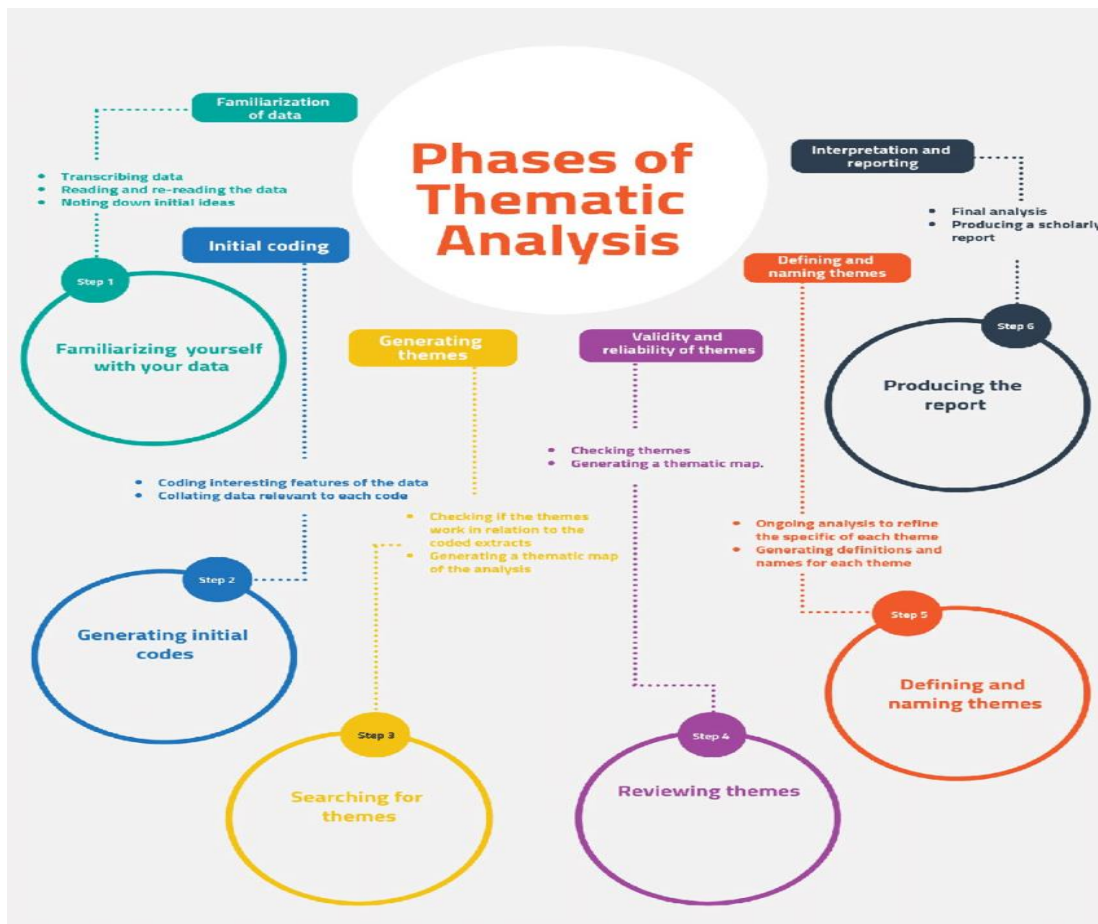 Phases of
Thematic
Analysis
Familiarization
of data
• Transcribing data
• Reading and re-reading the data
• Noting down initial ideas
Step 1
Familiarizing yourself
with your data
Initial coding
• Coding interesting features of the data
• Collating data relevant to each code
Step 2
Generating initial
codes
Generating
themes
• Checking if the themes
work in relation to the
coded extracts
• Generating a thematic map
of the analysis
Step 3
Searching for
themes
Validity and
reliability of themes
• Checking themes
• Generating a thematic map.
Step 4
Reviewing themes
Defining and
naming themes
• Ongoing analysis to refine
the specific of each theme
• Generating definitions and
names for each theme
Step 5
Defining and
naming themes
Interpretation and
reporting
• Final analysis
• Producing a scholarly
report
Step 6
Producing the
report